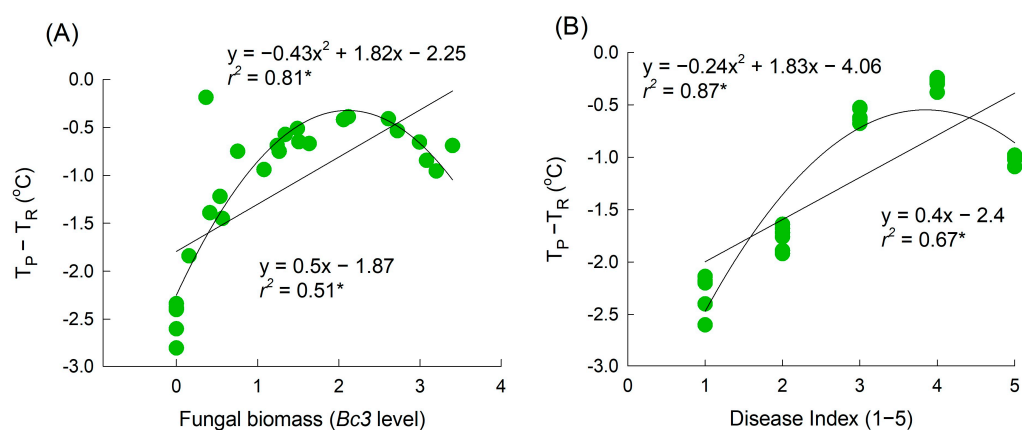 (A)
y = −0.43x² + 1.82x − 2.25
r² = 0.81*
y = 0.5x − 1.87
r² = 0.51*
T_P − T_R (°C)
0.0
-0.5
-1.0
-1.5
-2.0
-2.5
-3.0
0 1 2 3 4
Fungal biomass (Bc3 level)
(B)
y = −0.24x² + 1.83x − 4.06
r² = 0.87*
y = 0.4x − 2.4
r² = 0.67*
T_P − T_R (°C)
0.0
-0.5
-1.0
-1.5
-2.0
-2.5
-3.0
0 1 2 3 4 5
Disease Index (1−5)